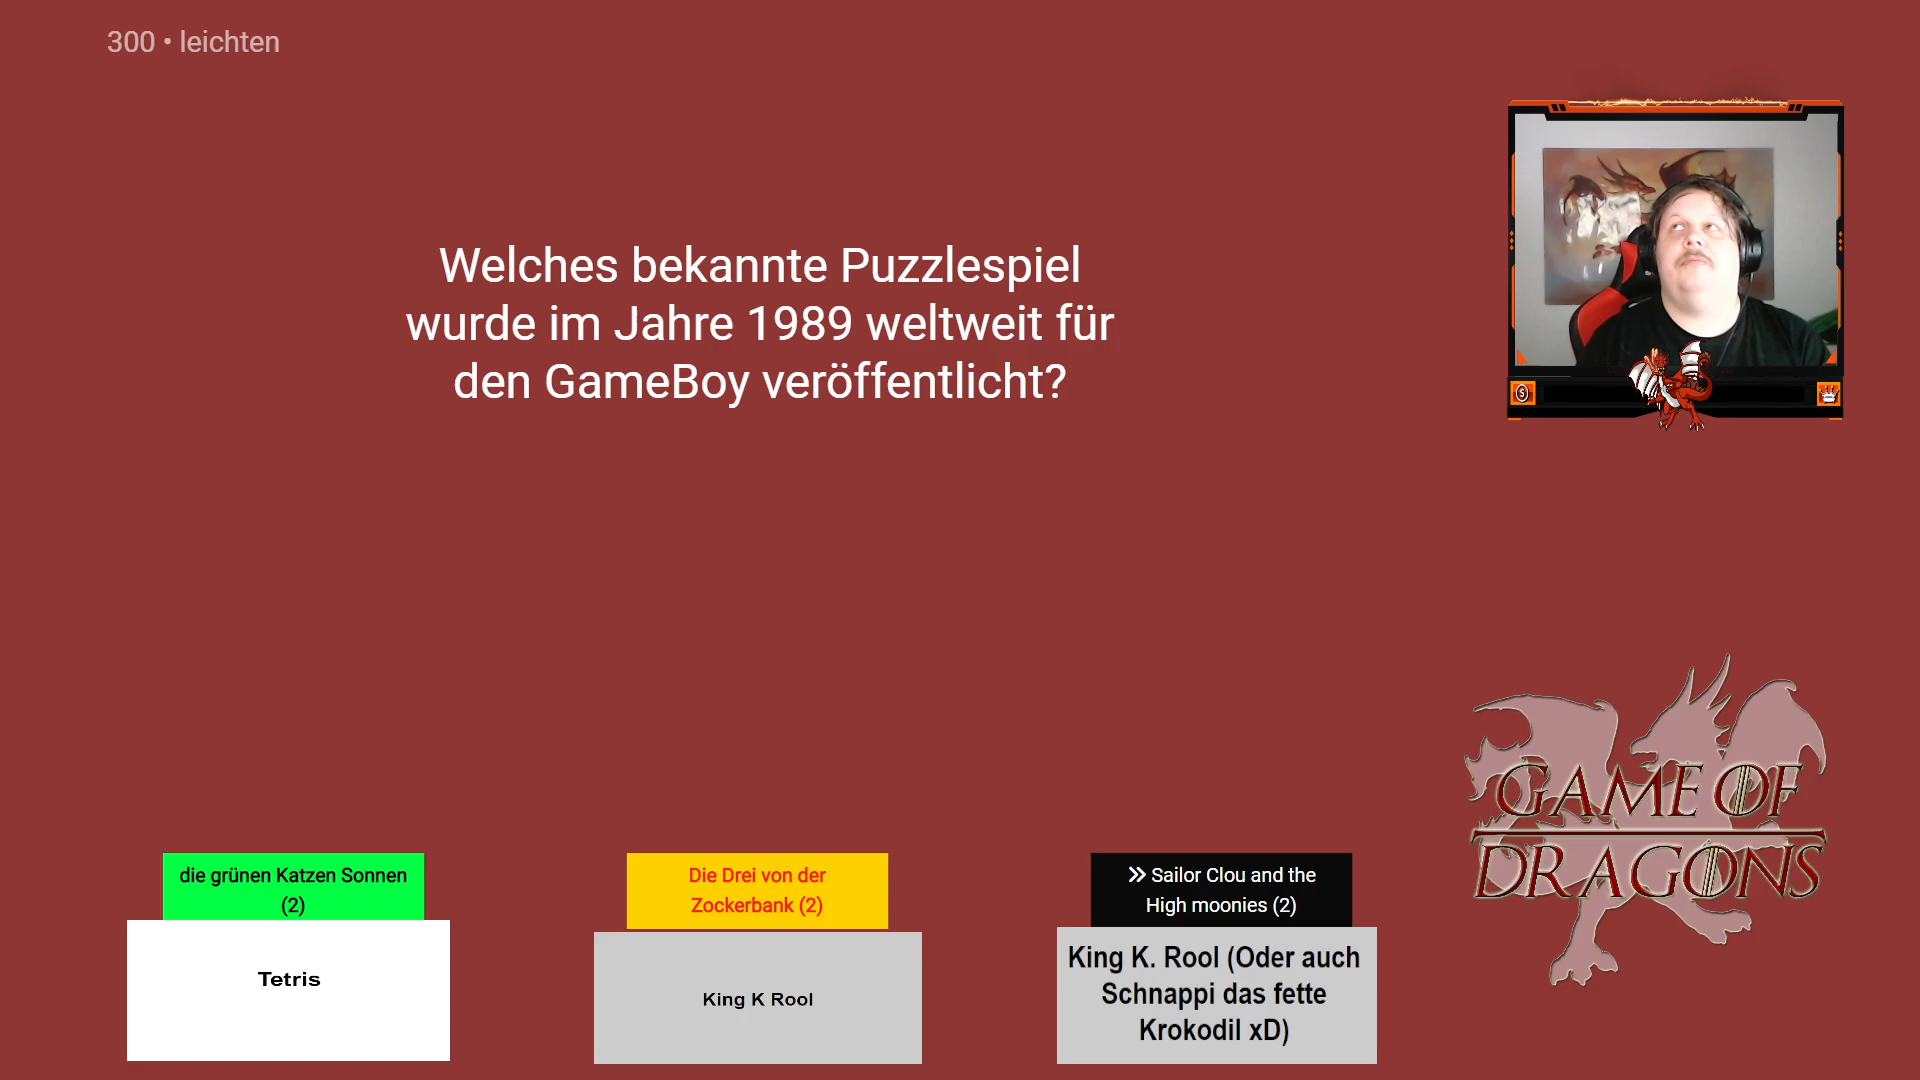 300 • leichten
Welches bekannte Puzzlespiel
wurde im Jahre 1989 weltweit für
den GameBoy veröffentlicht?
S
GAME OF
DRAGONS
die grünen Katzen Sonnen
(2)
Tetris
Die Drei von der
Zockerbank (2)
King K Rool
» Sailor Clou and the
High moonies (2)
King K. Rool (Oder auch
Schnappi das fette
Krokodil xD)